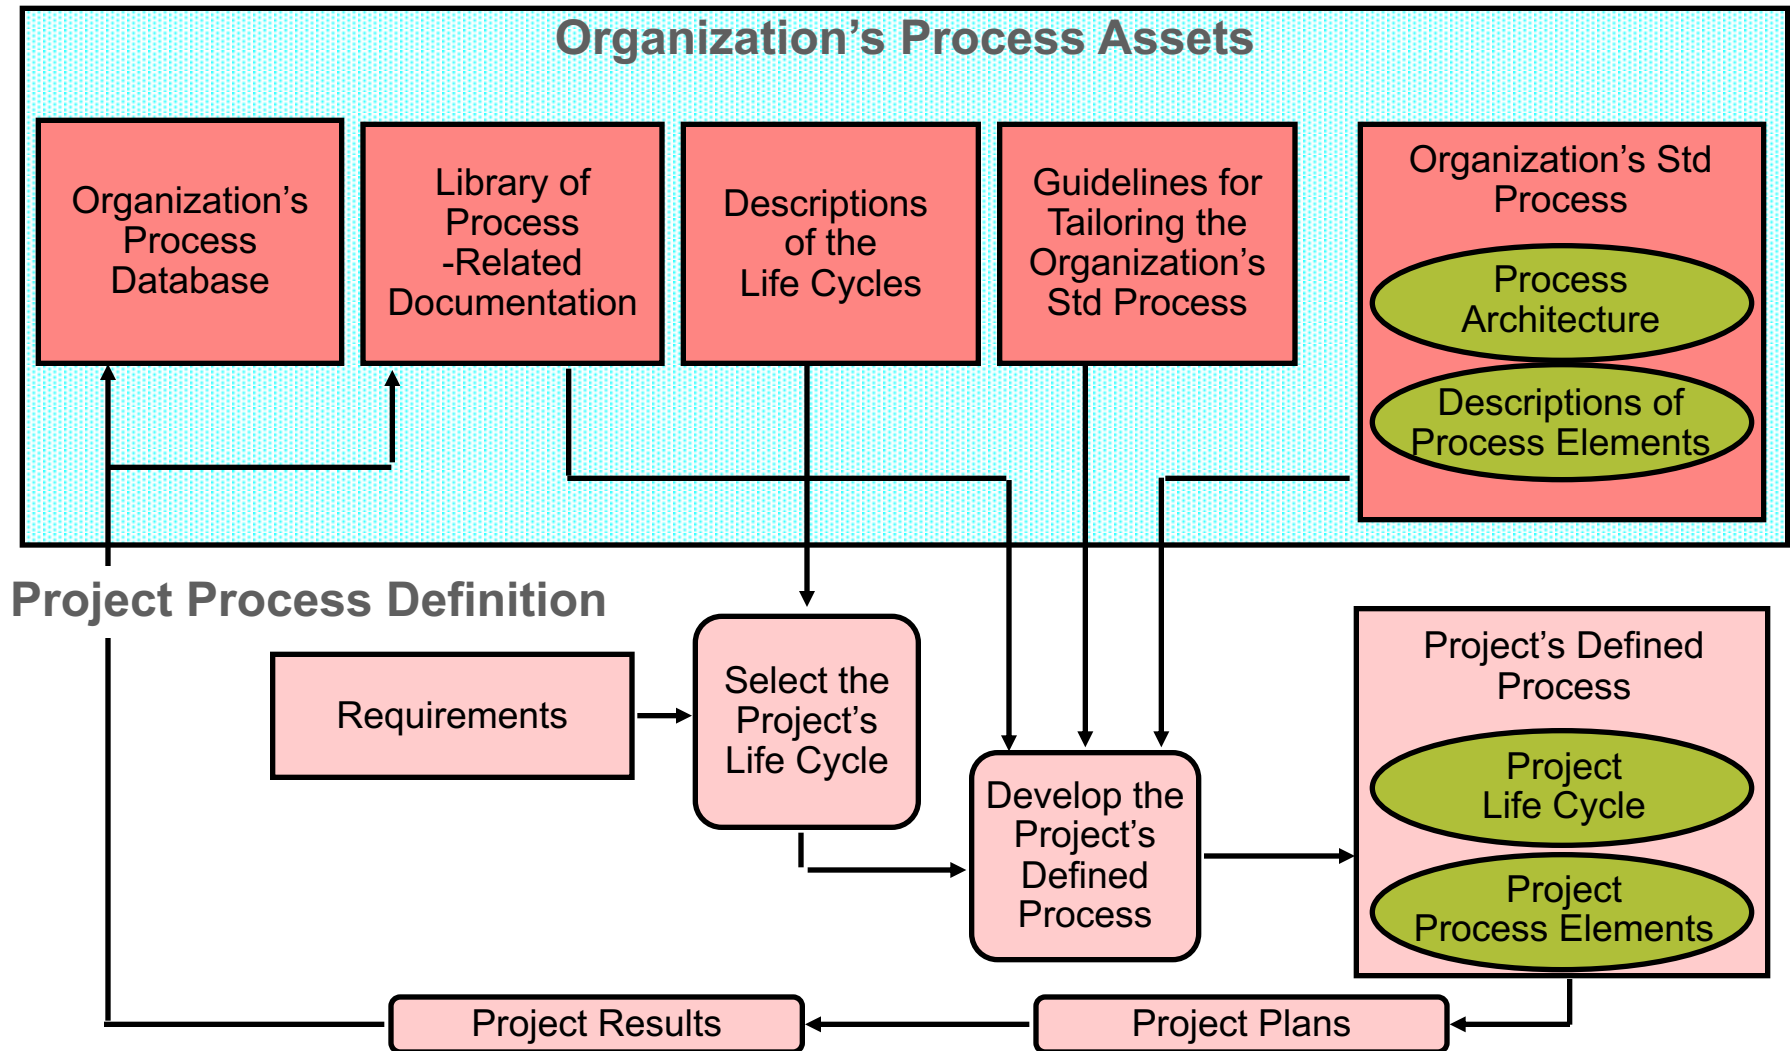 Organization’s Process Assets
Organization’s
Process
Database
Library of
Process
-Related
Documentation
Descriptions
of the
Life Cycles
Guidelines for
Tailoring the
Organization’s
Std Process
Organization’s Std
Process
Process
Architecture
Descriptions of
Process Elements
Project Process Definition
Requirements
Select the
Project’s
Life Cycle
Develop the
Project’s
Defined
Process
Project’s Defined
Process
Project
Life Cycle
Project
Process Elements
Project Results
Project Plans